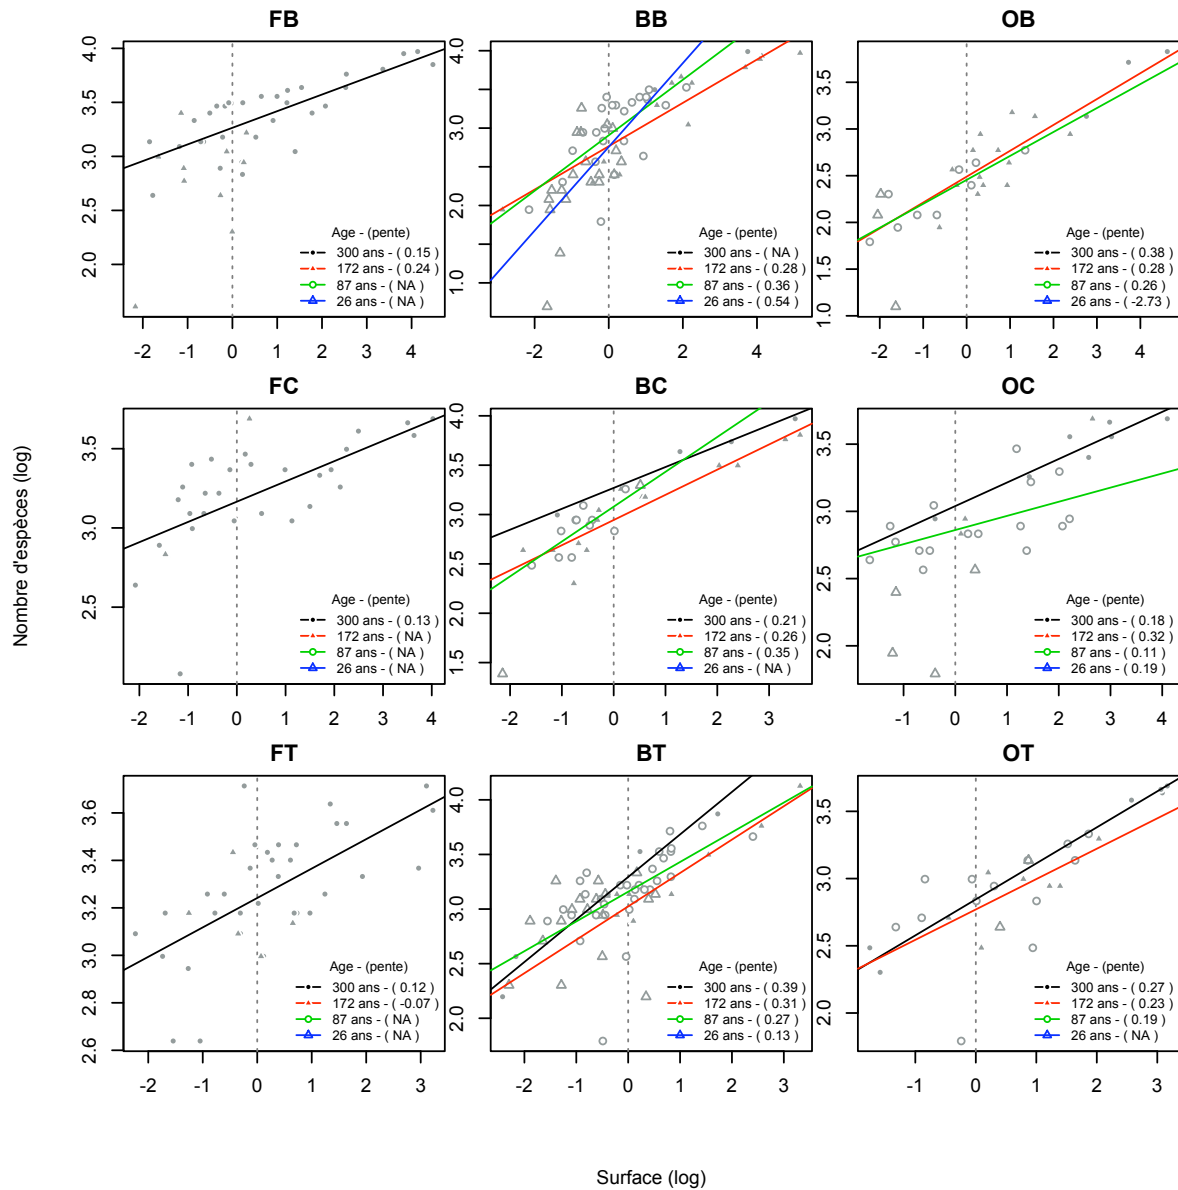 FB BB OB
4.0
3.5
3.0
2.5
2.0
-2 -1 0 1 2 3 4
Age - (pente)
300 ans - ( 0.15 )
172 ans - ( 0.24 )
87 ans - ( NA )
26 ans - ( NA )
4.0
3.0
2.0
1.0
-2 0 2 4
Age - (pente)
300 ans - ( NA )
172 ans - ( 0.28 )
87 ans - ( 0.36 )
26 ans - ( 0.54 )
3.5
3.0
2.5
2.0
1.5
1.0
-2 -1 0 1 2 3 4
Age - (pente)
300 ans - ( 0.38 )
172 ans - ( 0.28 )
87 ans - ( 0.26 )
26 ans - ( -2.73 )
FC BC OC
3.5
3.0
2.5
-2 -1 0 1 2 3 4
Age - (pente)
300 ans - ( 0.13 )
172 ans - ( NA )
87 ans - ( NA )
26 ans - ( NA )
4.0
3.5
3.0
2.5
2.0
1.5
-2 -1 0 1 2 3
Age - (pente)
300 ans - ( 0.21 )
172 ans - ( 0.26 )
87 ans - ( 0.35 )
26 ans - ( NA )
3.5
3.0
2.5
2.0
-1 0 1 2 3 4
Age - (pente)
300 ans - ( 0.18 )
172 ans - ( 0.32 )
87 ans - ( 0.11 )
26 ans - ( 0.19 )
FT BT OT
3.6
3.4
3.2
3.0
2.8
2.6
-2 -1 0 1 2 3
Age - (pente)
300 ans - ( 0.12 )
172 ans - ( -0.07 )
87 ans - ( NA )
26 ans - ( NA )
4.0
3.5
3.0
2.5
2.0
-2 -1 0 1 2 3
Age - (pente)
300 ans - ( 0.39 )
172 ans - ( 0.31 )
87 ans - ( 0.27 )
26 ans - ( 0.13 )
3.5
3.0
2.5
2.0
-1 0 1 2 3
Age - (pente)
300 ans - ( 0.27 )
172 ans - ( 0.23 )
87 ans - ( 0.19 )
26 ans - ( NA )
Nombre d'espèces (log)
Surface (log)